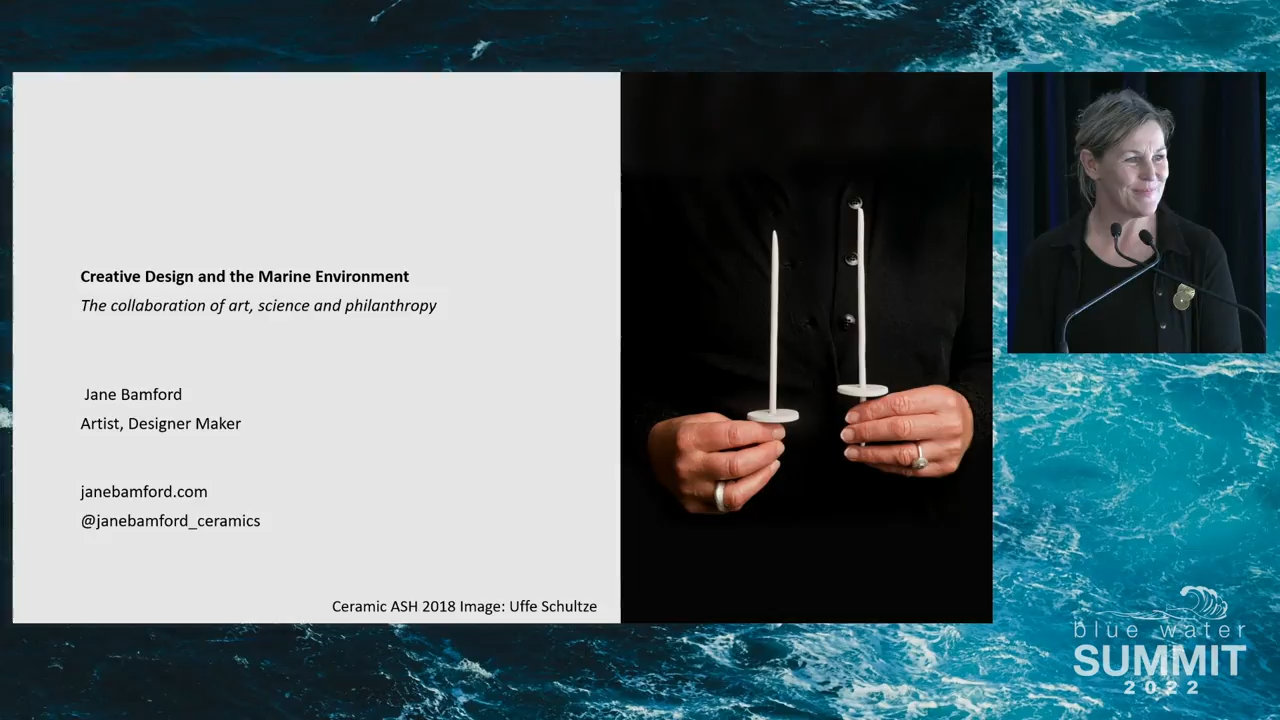 Creative Design and the Marine Environment
The collaboration of art, science and philanthropy
Jane Bamford
Artist, Designer Maker
janebamford.com
@janebamford_ceramics
Ceramic ASH 2018 Image: Uffe Schultze
blue water
SUMMIT
2022